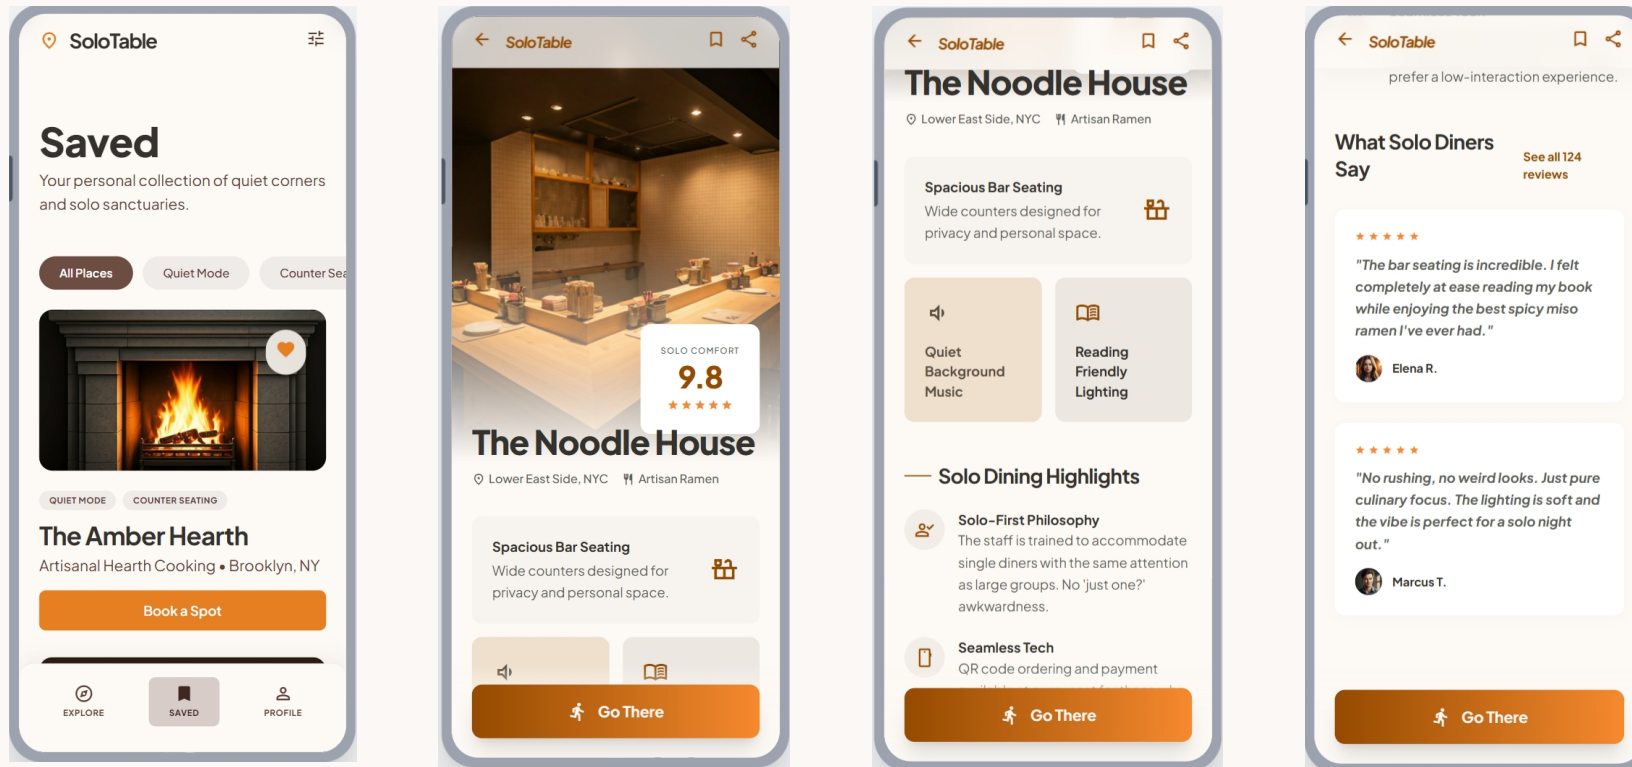 SoloTable
Saved
Your personal collection of quiet corners
and solo sanctuaries.
All Places
Quiet Mode
Counter Sea
QUIET MODE
COUNTER SEATING
The Amber Hearth
Artisanal Hearth Cooking • Brooklyn, NY
Book a Spot
EXPLORE
SAVED
PROFILE
SoloTable
SOLO COMFORT
9.8
The Noodle House
Lower East Side, NYC
Artisan Ramen
Spacious Bar Seating
Wide counters designed for
privacy and personal space.
Go There
SoloTable
The Noodle House
Lower East Side, NYC
Artisan Ramen
Spacious Bar Seating
Wide counters designed for
privacy and personal space.
Quiet
Background
Music
Reading
Friendly
Lighting
Solo Dining Highlights
Solo-First Philosophy
The staff is trained to accommodate
single diners with the same attention
as large groups. No 'just one?'
awkwardness.
Seamless Tech
QR code ordering and payment
Go There
SoloTable
prefer a low-interaction experience.
What Solo Diners
Say
See all 124
reviews
"The bar seating is incredible. I felt
completely at ease reading my book
while enjoying the best spicy miso
ramen I've ever had."
Elena R.
"No rushing, no weird looks. Just pure
culinary focus. The lighting is soft and
the vibe is perfect for a solo night
out."
Marcus T.
Go There